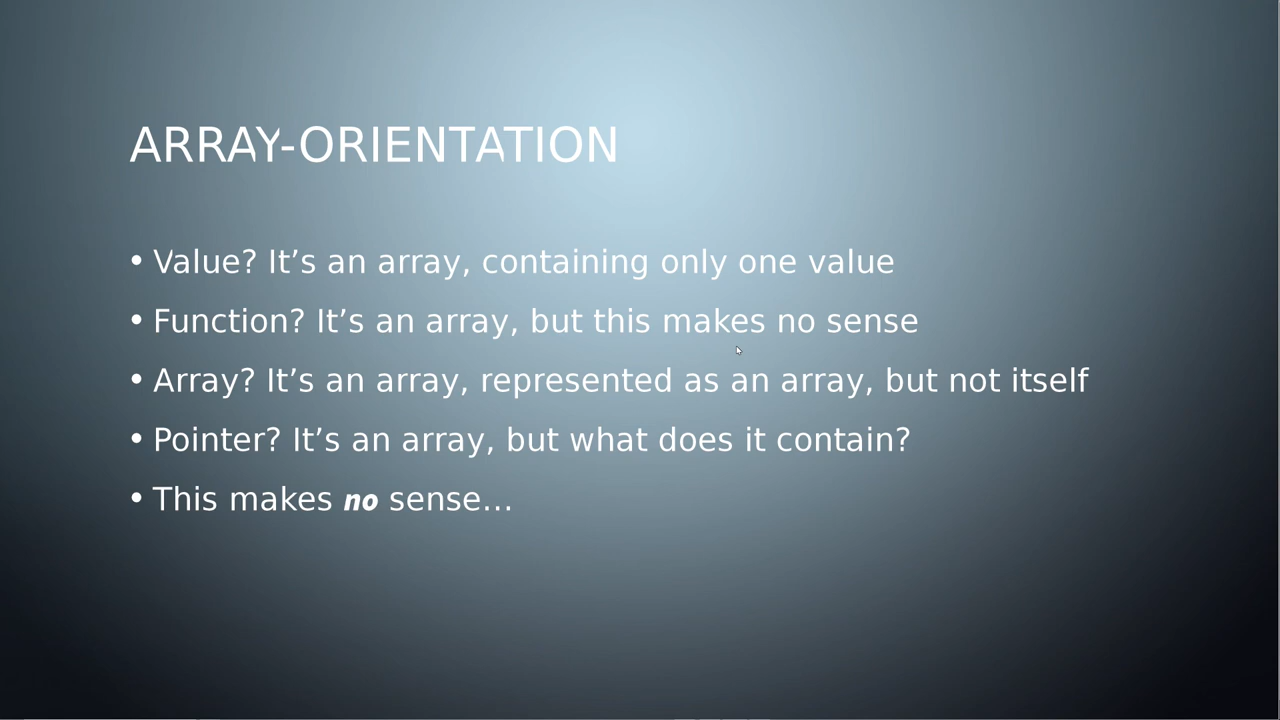 ARRAY-ORIENTATION
• Value? It’s an array, containing only one value
• Function? It’s an array, but this makes no sense
• Array? It’s an array, represented as an array, but not itself
• Pointer? It’s an array, but what does it contain?
• This makes no sense…